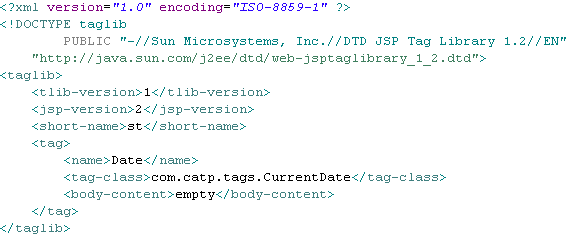 <?xml version="1.0" encoding="ISO-8859-1" ?>
<!DOCTYPE taglib
PUBLIC "-//Sun Microsystems, Inc.//DTD JSP Tag Library 1.2//EN"
"http://java.sun.com/j2ee/dtd/web-jsptaglibrary_1_2.dtd">
<taglib>
<tlib-version>1</tlib-version>
<jsp-version>2</jsp-version>
<short-name>st</short-name>
<tag>
<name>Date</name>
<tag-class>com.catp.tags.CurrentDate</tag-class>
<body-content>empty</body-content>
</tag>
</taglib>